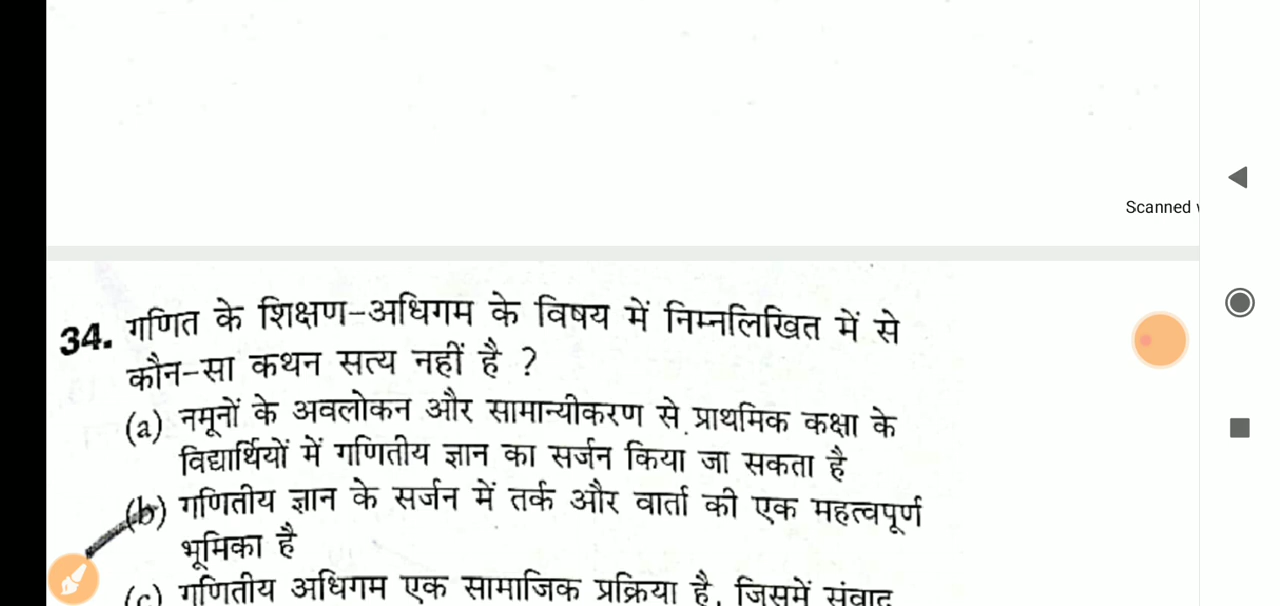 Scanned
34. गणित के शिक्षण-अधिगम के विषय में निम्नलिखित में से
कौन-सा कथन सत्य नहीं है ?
(a) नमूनों के अवलोकन और सामान्यीकरण से प्राथमिक कक्षा के
विद्यार्थियों में गणितीय ज्ञान का सर्जन किया जा सकता है
(b) गणितीय ज्ञान के सर्जन में तर्क और वार्ता की एक महत्वपूर्ण
भूमिका है
(c) गणितीय अधिगम एक सामाजिक प्रक्रिया है, जिसमें संवाद